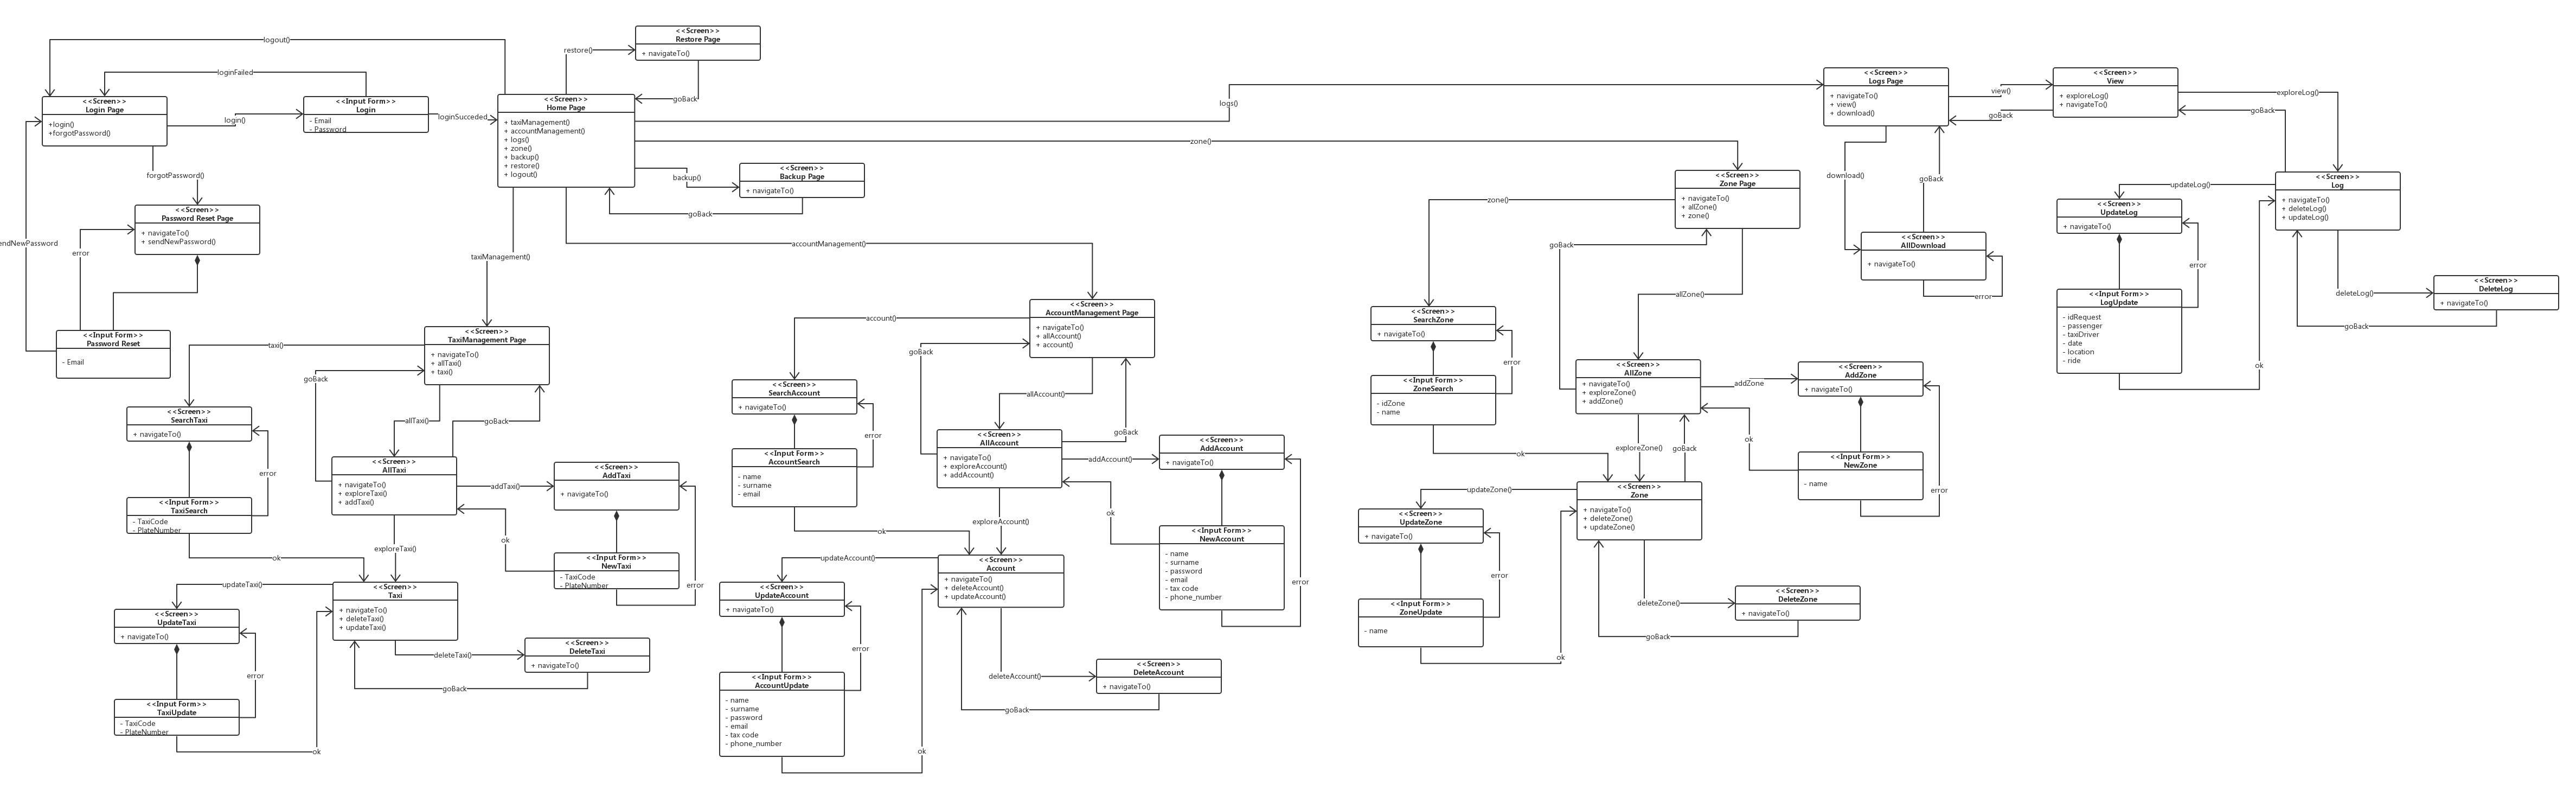 <<Screen>>
Restore Page
+ navigateTo()
restore()
goBack
logout()
loginFailed
<<Screen>>
Login Page
+login()
+forgotPassword()
login()
<<Input Form>>
Login
- Email
- Password
loginSucceded
<<Screen>>
Home Page
+ taxiManagement()
+ accountManagement()
+ logs()
+ zone()
+ backup()
+ restore()
+ logout()
logs()
zone()
backup()
<<Screen>>
Backup Page
+ navigateTo()
goBack
forgotPassword()
<<Screen>>
Password Reset Page
+ navigateTo()
+ sendNewPassword()
endNewPassword
error
<<Input Form>>
Password Reset
- Email
taxiManagement()
accountManagement()
<<Screen>>
TaxiManagement Page
+ navigateTo()
+ allTaxi()
+ taxi()
taxi()
goBack
allTaxi()
goBack
<<Screen>>
SearchTaxi
+ navigateTo()
error
<<Input Form>>
TaxiSearch
- TaxiCode
- PlateNumber
ok
<<Screen>>
AllTaxi
+ navigateTo()
+ exploreTaxi()
+ addTaxi()
addTaxi()
<<Screen>>
AddTaxi
+ navigateTo()
ok
<<Input Form>>
NewTaxi
- TaxiCode
- PlateNumber
error
exploreTaxi()
<<Screen>>
Taxi
+ navigateTo()
+ deleteTaxi()
+ updateTaxi()
updateTaxi()
<<Screen>>
UpdateTaxi
+ navigateTo()
error
<<Input Form>>
TaxiUpdate
- TaxiCode
- PlateNumber
ok
deleteTaxi()
<<Screen>>
DeleteTaxi
+ navigateTo()
goBack
<<Screen>>
AccountManagement Page
+ navigateTo()
+ allAccount()
+ account()
account()
goBack
allAccount()
goBack
<<Screen>>
SearchAccount
+ navigateTo()
error
<<Input Form>>
AccountSearch
- name
- surname
- email
ok
<<Screen>>
AllAccount
+ navigateTo()
+ exploreAccount()
+ addAccount()
addAccount()
<<Screen>>
AddAccount
+ navigateTo()
ok
<<Input Form>>
NewAccount
- name
- surname
- password
- email
- tax code
- phone_number
error
exploreAccount()
<<Screen>>
Account
+ navigateTo()
+ deleteAccount()
+ updateAccount()
updateAccount()
<<Screen>>
UpdateAccount
+ navigateTo()
error
<<Input Form>>
AccountUpdate
- name
- surname
- password
- email
- tax code
- phone_number
ok
deleteAccount()
<<Screen>>
DeleteAccount
+ navigateTo()
goBack
<<Screen>>
Zone Page
+ navigateTo()
+ allZone()
+ zone()
zone()
goBack
allZone()
<<Screen>>
SearchZone
+ navigateTo()
error
<<Input Form>>
ZoneSearch
- idZone
- name
ok
<<Screen>>
AllZone
+ navigateTo()
+ exploreZone()
+ addZone()
addZone
<<Screen>>
AddZone
+ navigateTo()
ok
<<Input Form>>
NewZone
- name
error
exploreZone()
goBack
<<Screen>>
Zone
+ navigateTo()
+ deleteZone()
+ updateZone()
updateZone()
<<Screen>>
UpdateZone
+ navigateTo()
error
<<Input Form>>
ZoneUpdate
- name
ok
deleteZone()
<<Screen>>
DeleteZone
+ navigateTo()
goBack
<<Screen>>
Logs Page
+ navigateTo()
+ view()
+ download()
view()
goBack
<<Screen>>
View
+ exploreLog()
+ navigateTo()
exploreLog()
goBack
download()
goBack
<<Screen>>
AllDownload
+ navigateTo()
error
<<Screen>>
Log
+ navigateTo()
+ deleteLog()
+ updateLog()
updateLog()
<<Screen>>
UpdateLog
+ navigateTo()
error
<<Input Form>>
LogUpdate
- idRequest
- passenger
- taxiDriver
- date
- location
- ride
ok
deleteLog()
<<Screen>>
DeleteLog
+ navigateTo()
goBack